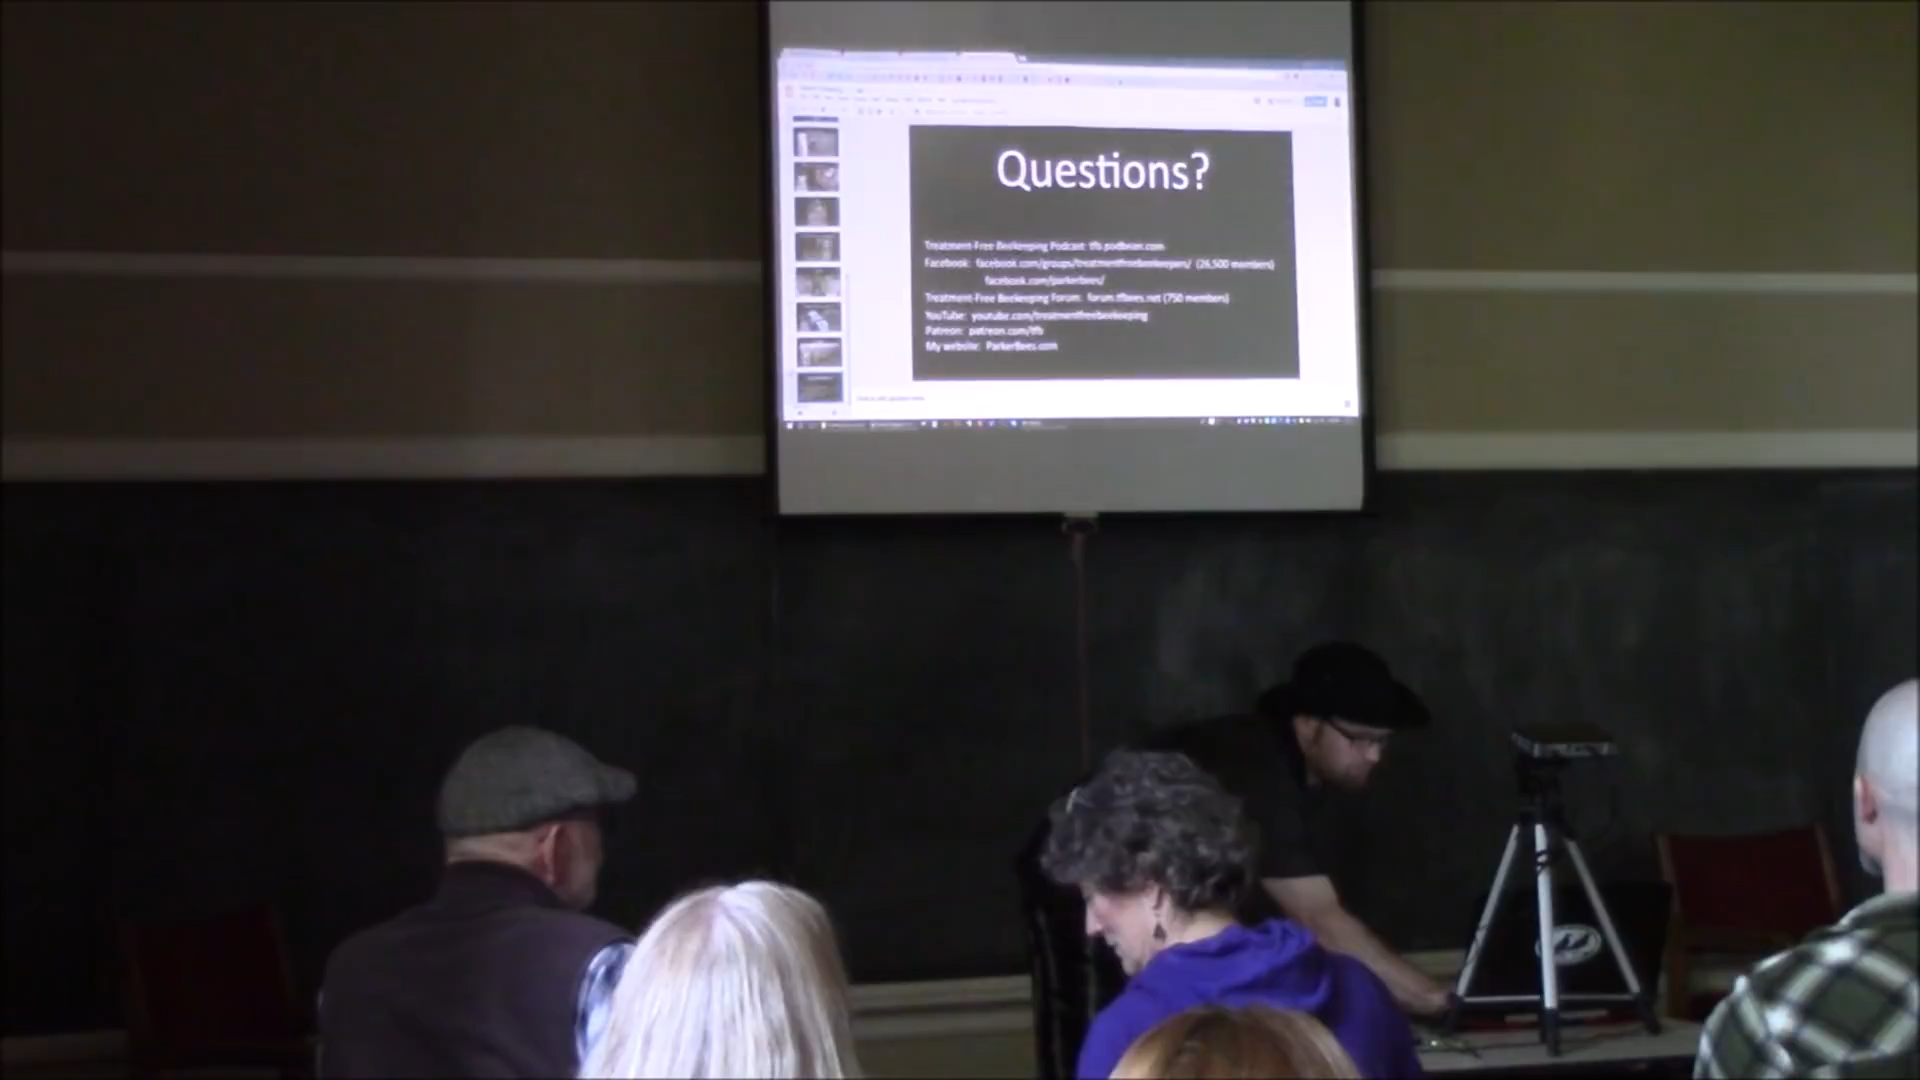 Questions?
Treatment-Free Beekeeping Podcast: tfb.podbean.com
Facebook: facebook.com/groups/treatmentfreebeekeepers/ (26,500 members)
facebook.com/parkerbees/
Treatment-Free Beekeeping Forum: forum.tfbees.net (750 members)
YouTube: youtube.com/treatmentfreebeekeeping
Patreon: patreon.com/tfb
My website: ParkerBees.com